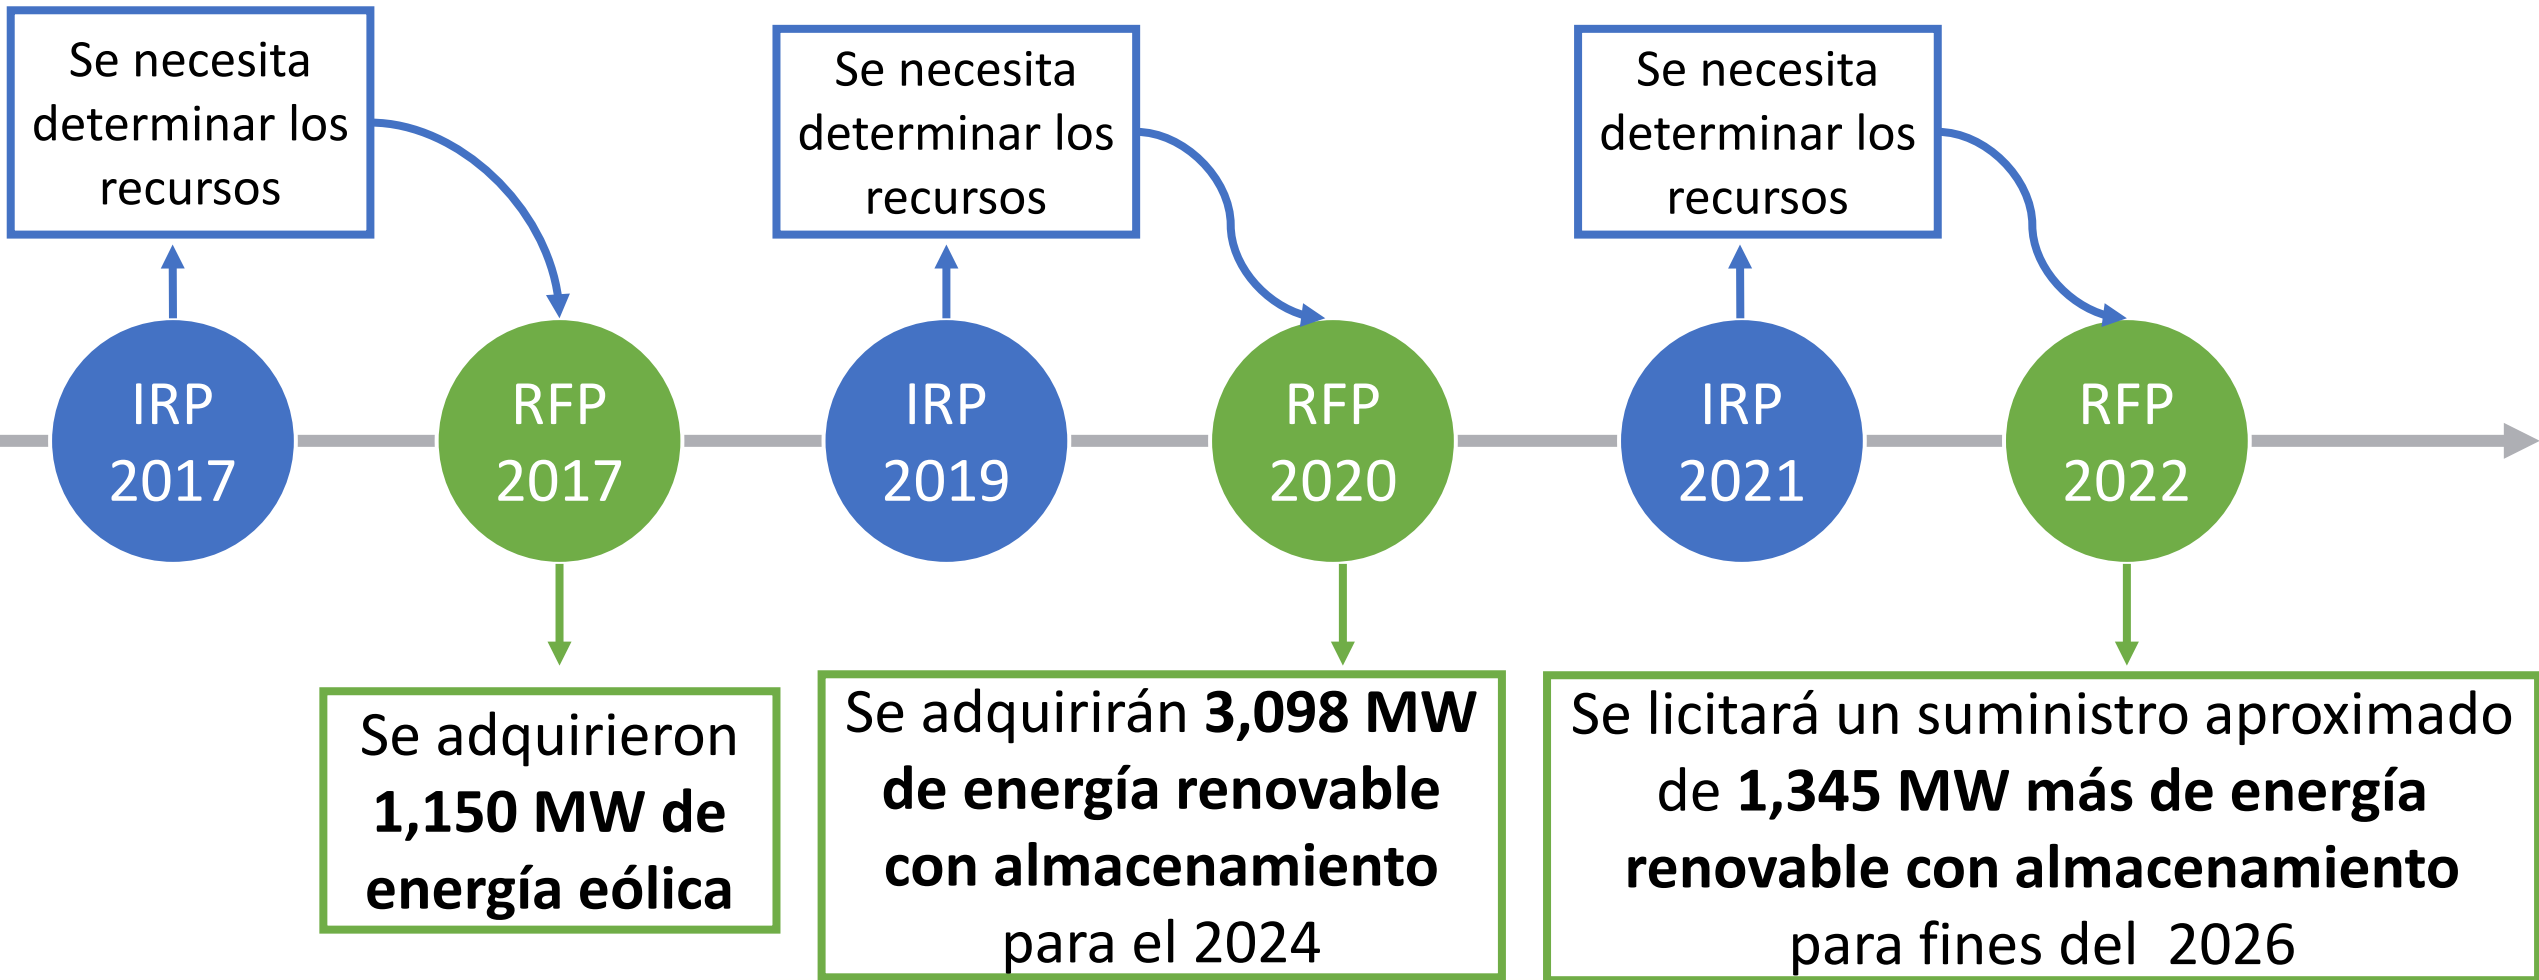 Se necesita
determinar los
recursos
Se necesita
determinar los
recursos
Se necesita
determinar los
recursos
IRP
2017
RFP
2017
IRP
2019
RFP
2020
IRP
2021
RFP
2022
Se adquirieron
1,150 MW de
energía eólica
Se adquirirán 3,098 MW
de energía renovable
con almacenamiento
para el 2024
Se licitará un suministro aproximado
de 1,345 MW más de energía
renovable con almacenamiento
para fines del  2026